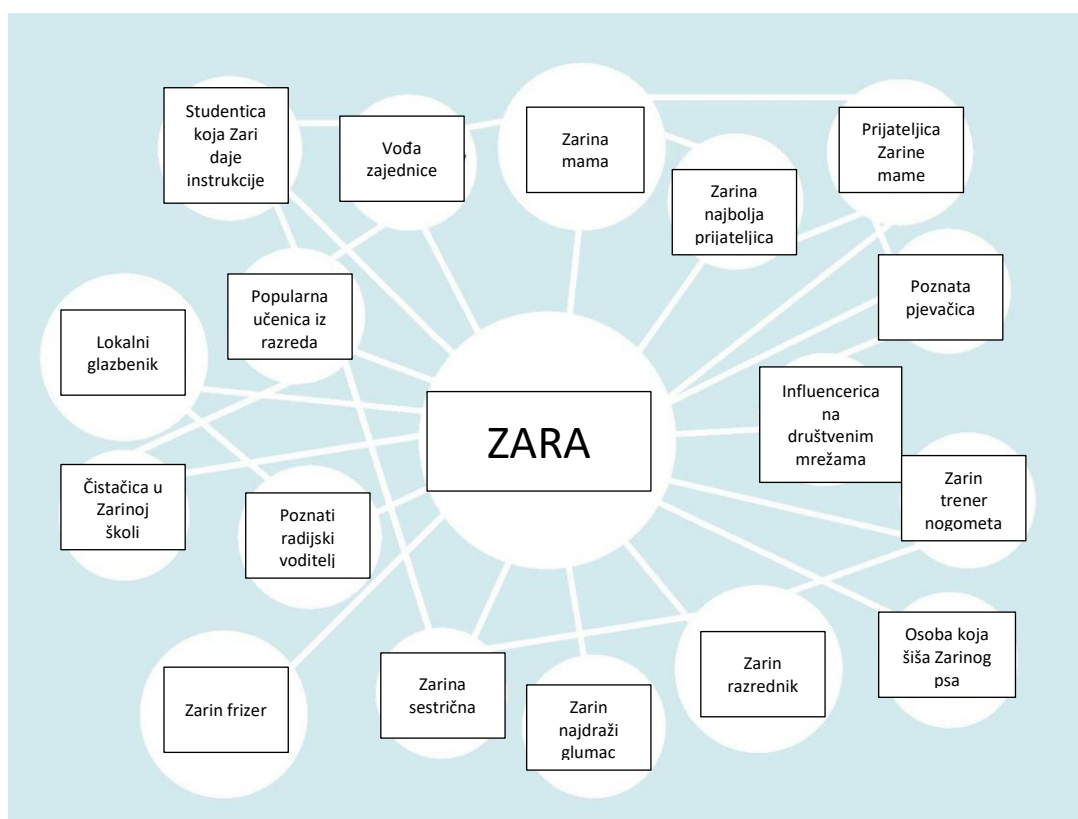 Studentica
koja Zari
daje
instrukcije
Vođa
zajednice
Zarina
mama
Prijateljica
Zarine
mame
Zarina
najbolja
prijateljica
Popularna
učenica iz
razreda
Poznata
pjevačica
Lokalni
glazbenik
Influencerica
na
društvenim
mrežama
ZARA
Čistačica u
Zarinoj
školi
Poznati
radijski
voditelj
Zarin
trener
nogometa
Osoba koja
šiša Zarinog
psa
Zarin frizer
Zarina
sestrična
Zarin
najdraži
glumac
Zarin
razrednik